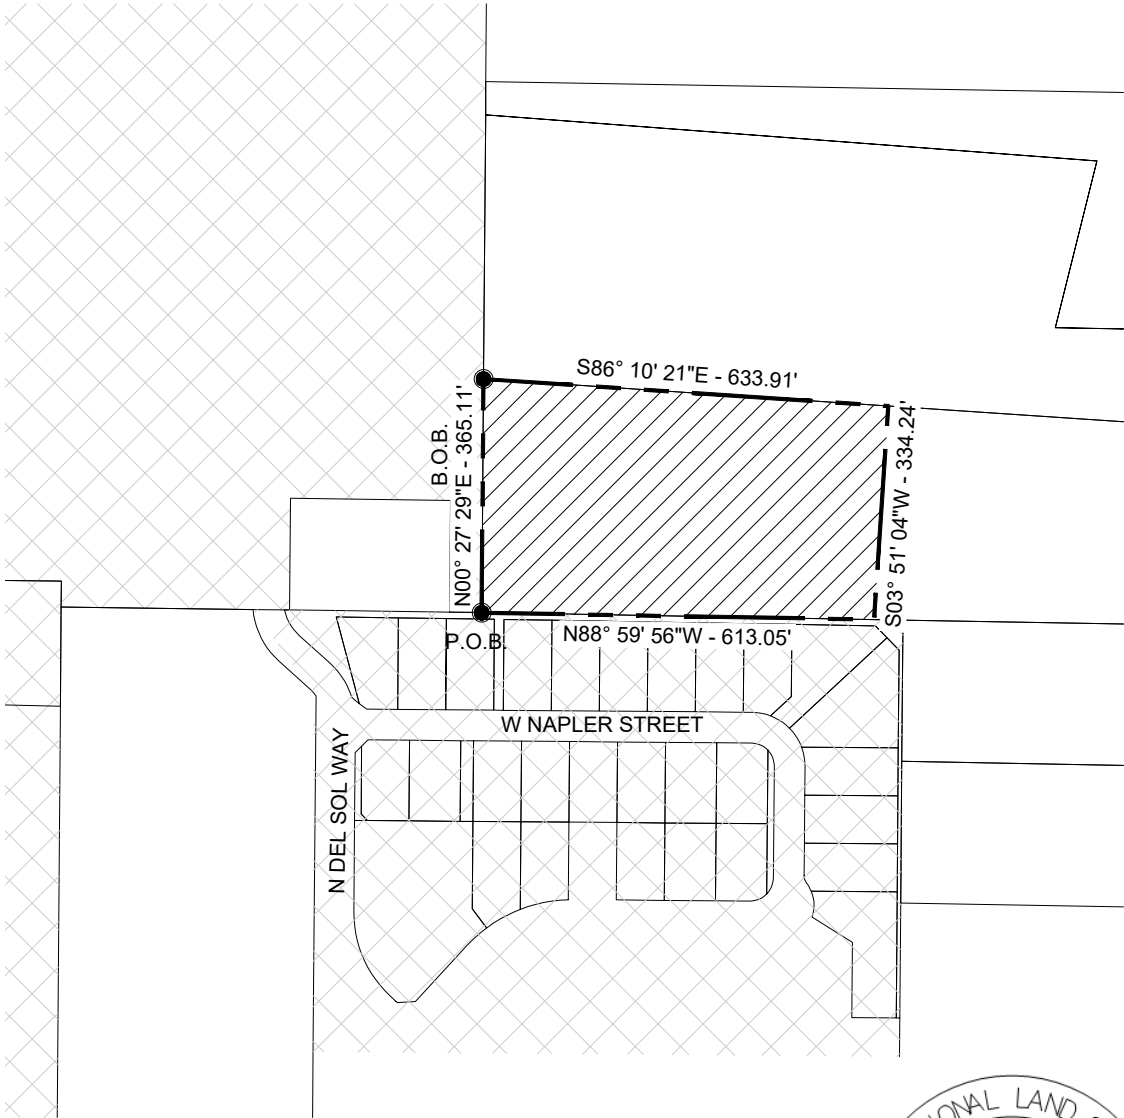 S86° 10' 21"E - 633.91'
B.O.B.
N00° 27' 29"E - 365.11'
S03° 51' 04"W - 334.24'
P.O.B.
N88° 59' 56"W - 613.05'
W NAPLER STREET
N DEL SOL WAY
LAND